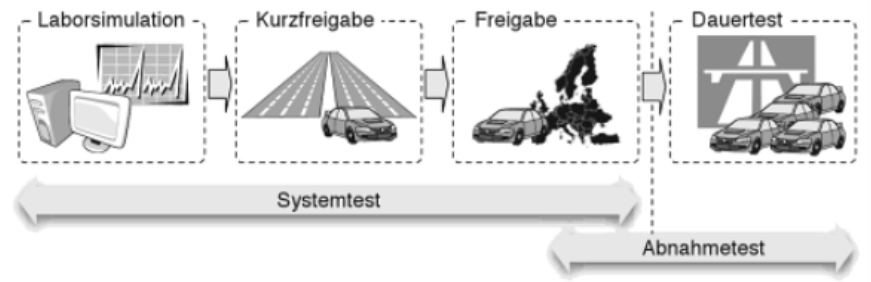 Laborsimulation
Kurzfreigabe
Freigabe
Dauertest
Systemtest
Abnahmetest